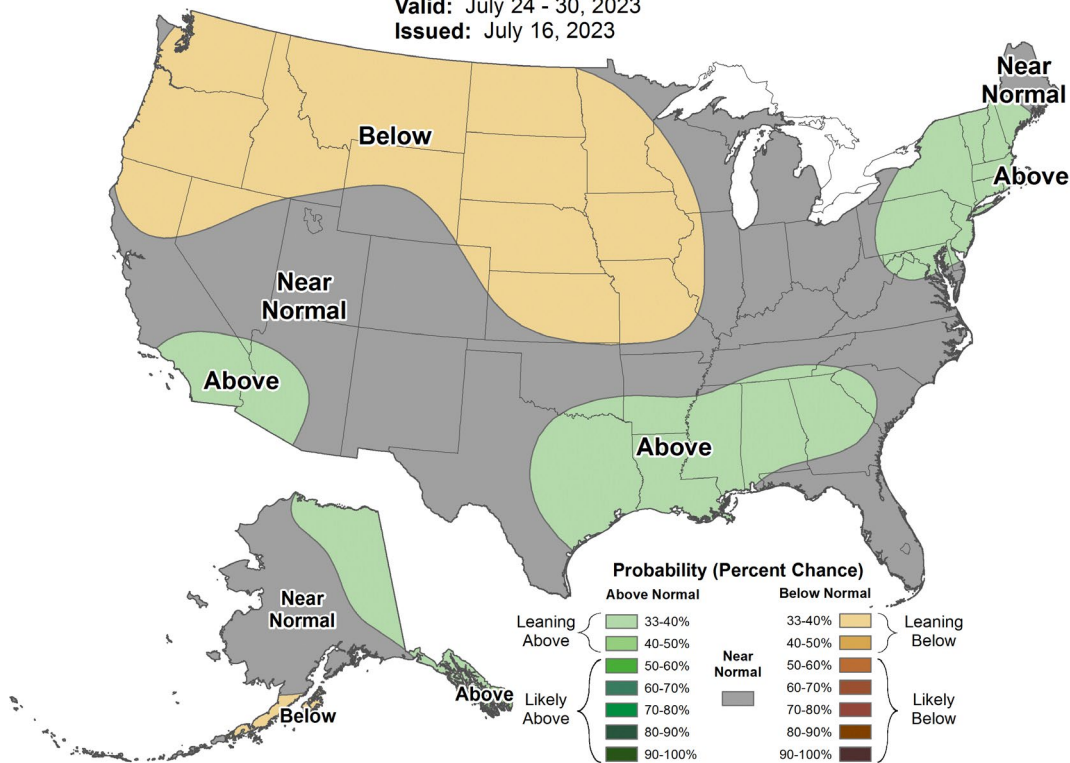 Valid: July 24 - 30, 2023
Issued: July 16, 2023
Near
Normal
Below
Above
Near
Normal
Above
Above
Near
Normal
Below
Above
Probability (Percent Chance)
Above Normal
Below Normal
Leaning
Above
33-40%
40-50%
Likely
Above
50-60%
60-70%
70-80%
80-90%
90-100%
Near
Normal
33-40%
40-50%
Leaning
Below
50-60%
60-70%
70-80%
80-90%
90-100%
Likely
Below